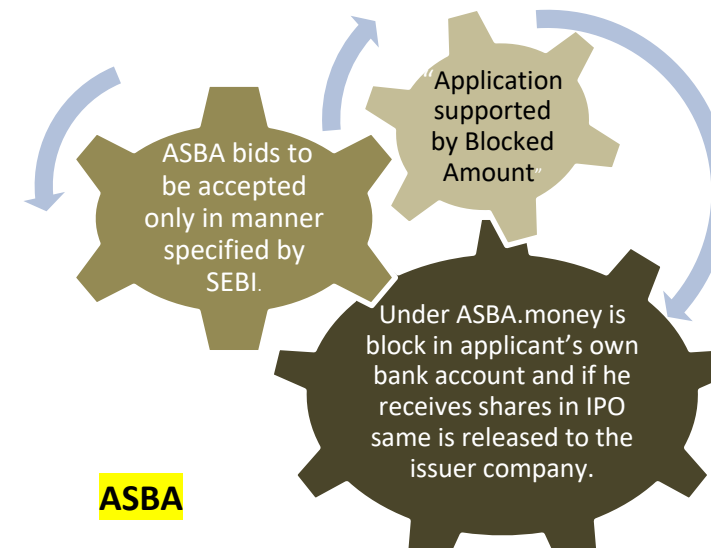 “Application
supported
by Blocked
Amount”
ASBA bids to
be accepted
only in manner
specified by
SEBI.
Under ASBA.money is
block in applicant’s own
bank account and if he
receives shares in IPO
same is released to the
issuer company.
ASBA